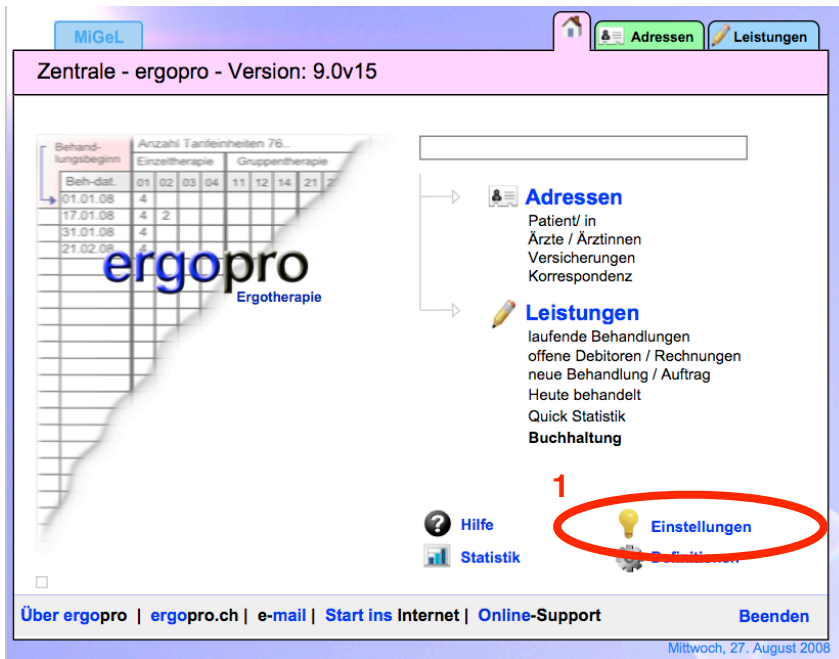 MiGeL
Adressen
Leistungen
Zentrale - ergopro - Version: 9.0v15
Behand-
lungsbeginn
Anzahl Tarifeinheiten 76...
Einzeltherapie Gruppentherapie
Beh-dat. 01 02 03 04 11 12 14 21
01.01.08 4
17.01.08 4 2
31.01.08 4
21.02.08 4
ergopro
Ergotherapie
Adressen
Patient/ in
Ärzte / Ärztinnen
Versicherungen
Korrespondenz
Leistungen
laufende Behandlungen
offene Debitoren / Rechnungen
neue Behandlung / Auftrag
Heute behandelt
Quick Statistik
Buchhaltung
1
Hilfe
Einstellungen
Statistik
Definitionen
Über ergopro | ergopro.ch | e-mail | Start ins Internet | Online-Support
Beenden
Mittwoch, 27. August 2008